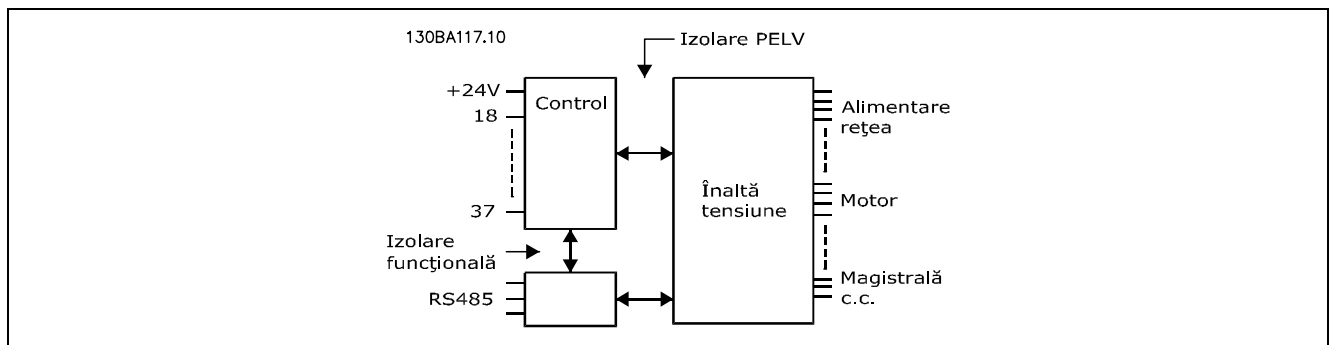 130BA117.10
Izolare PELV
+24V
Control
18
37
Alimentare
reţea
Înaltă
tensiune
Motor
Izolare
funcţională
RS485
Magistrală
c.c.